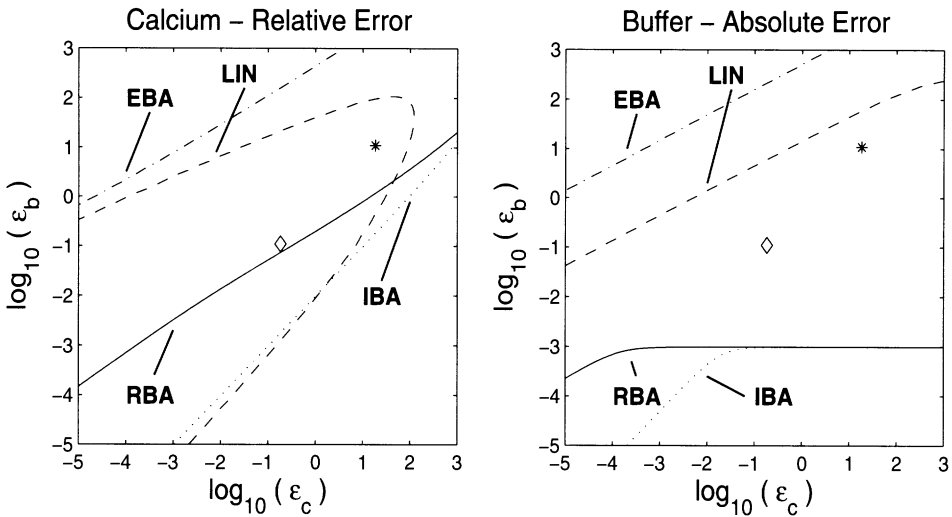 Calcium – Relative Error
3
2
1
0
−1
−2
−3
−4
−5
log10 ( εb )
EBA
LIN
IBA
RBA
−5 −4 −3 −2 −1 0 1 2 3
log10 ( εc )
Buffer – Absolute Error
3
2
1
0
−1
−2
−3
−4
−5
log10 ( εb )
EBA
LIN
RBA
IBA
−5 −4 −3 −2 −1 0 1 2 3
log10 ( εc )